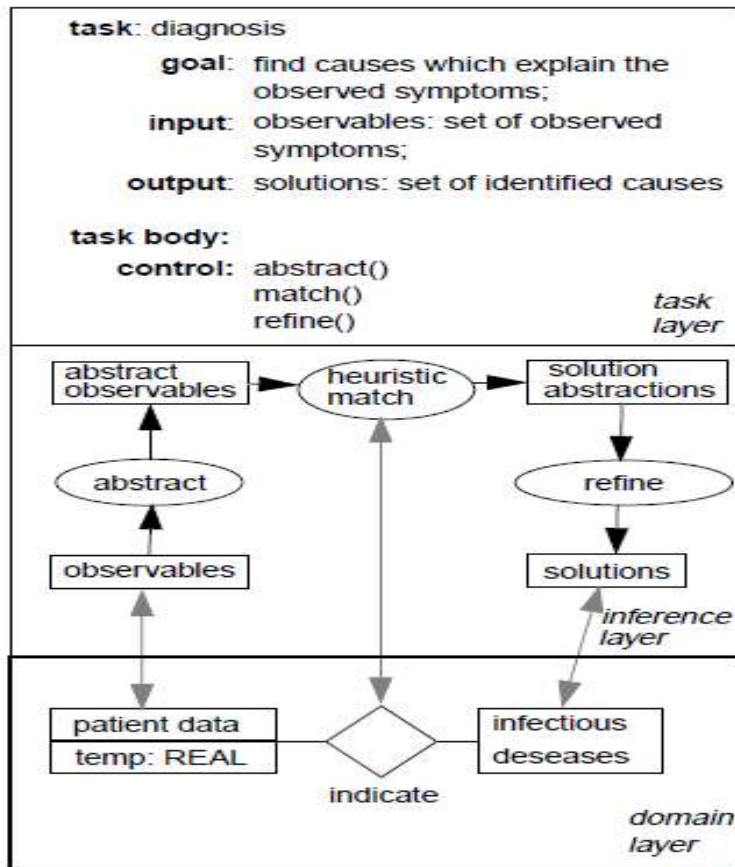 task: diagnosis
goal: find causes which explain the
observed symptoms;
input: observables: set of observed
symptoms;
output: solutions: set of identified causes
task body:
control: abstract()
match()
refine()
task
layer
abstract
observables
heuristic
match
solution
abstractions
abstract
refine
observables
solutions
inference
layer
patient data
temp: REAL
indicate
infectious
deseases
domain
layer